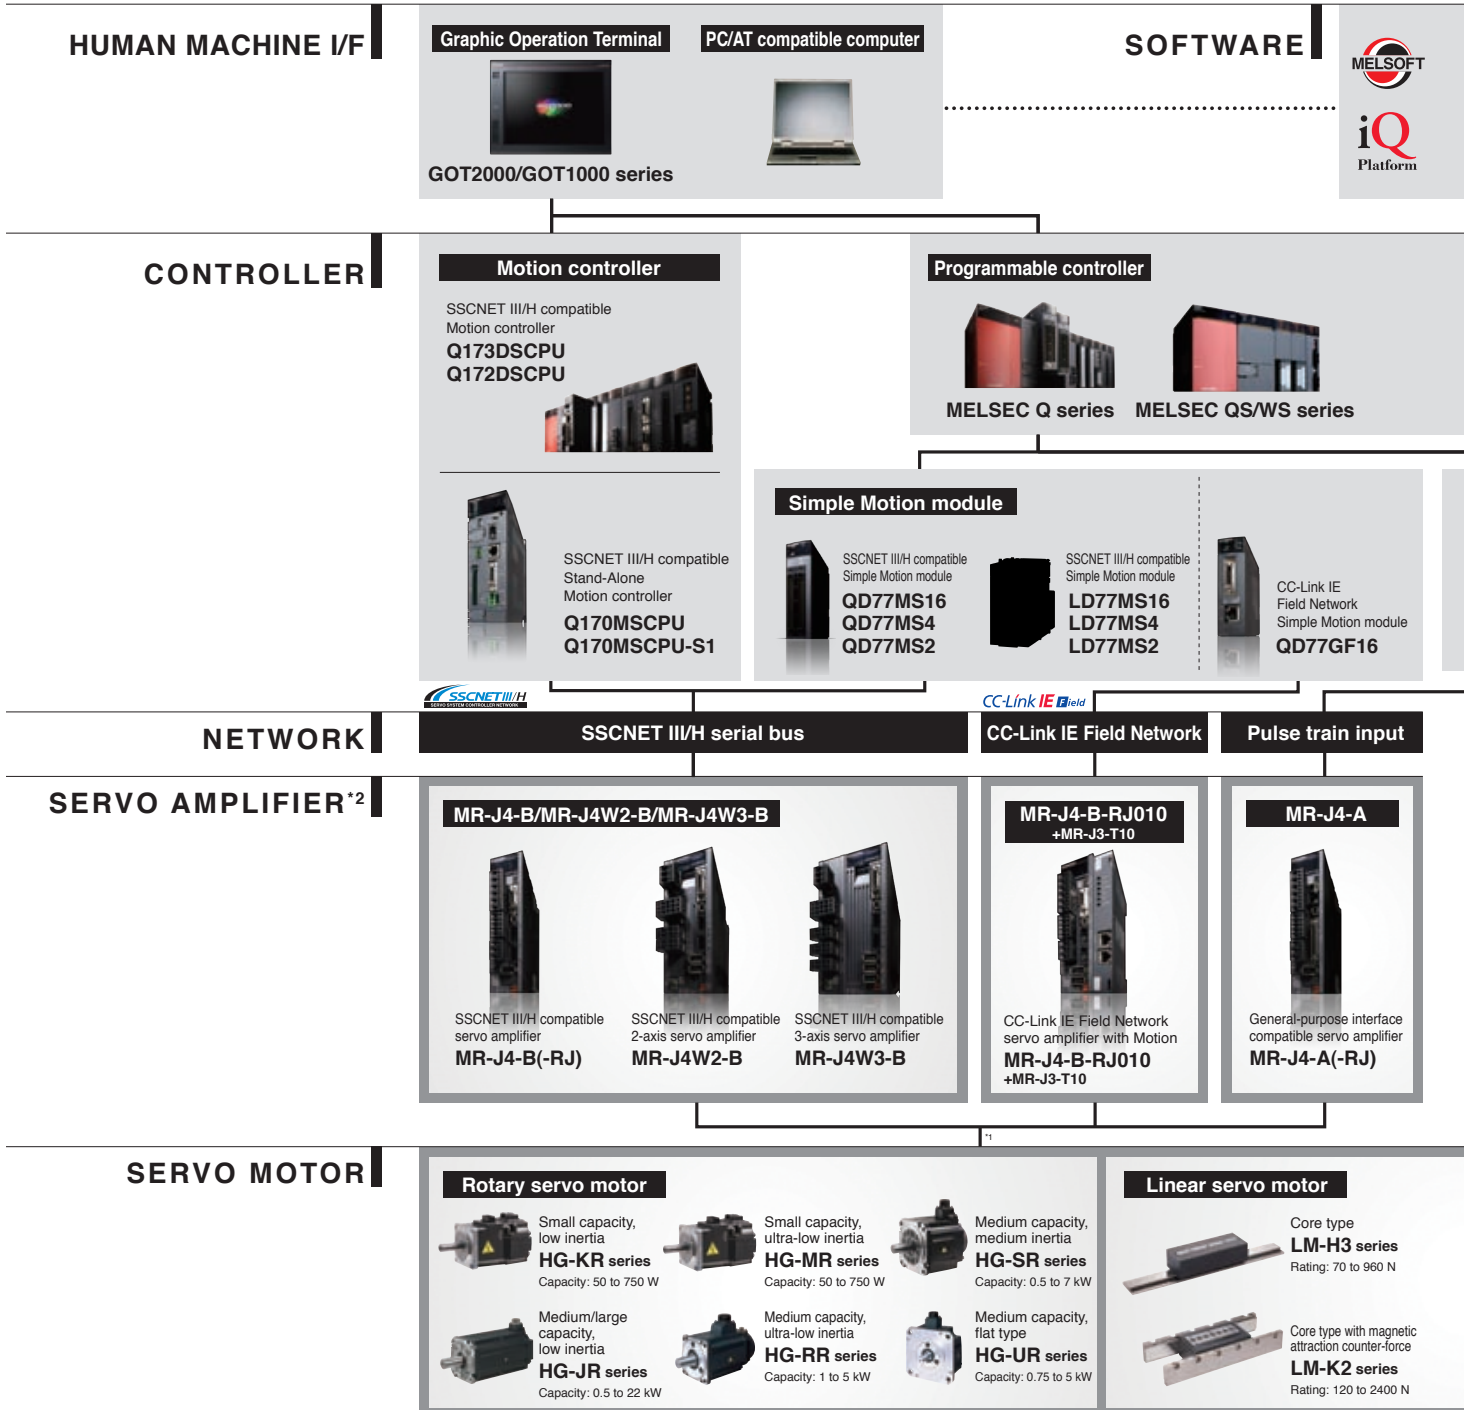 HUMAN MACHINE I/F
Graphic Operation Terminal
PC/AT compatible computer
GOT2000/GOT1000 series
SOFTWARE
MELSOFT
iQ
Platform
CONTROLLER
Motion controller
SSCNET III/H compatible
Motion controller
Q173DSCPU
Q172DSCPU
SSCNET III/H compatible
Stand-Alone
Motion controller
Q170MSCPU
Q170MSCPU-S1
Programmable controller
MELSEC Q series
MELSEC QS/WS series
Simple Motion module
SSCNET III/H compatible
Simple Motion module
QD77MS16
QD77MS4
QD77MS2
SSCNET III/H compatible
Simple Motion module
LD77MS16
LD77MS4
LD77MS2
CC-Link IE
Field Network
Simple Motion module
QD77GF16
SSCNETIII/H
SERVO SYSTEM CONTROLLER NETWORK
CC-Link IE Field
NETWORK
SSCNET III/H serial bus
CC-Link IE Field Network
Pulse train input
SERVO AMPLIFIER*2
MR-J4-B/MR-J4W2-B/MR-J4W3-B
SSCNET III/H compatible
servo amplifier
MR-J4-B(-RJ)
SSCNET III/H compatible
2-axis servo amplifier
MR-J4W2-B
SSCNET III/H compatible
3-axis servo amplifier
MR-J4W3-B
MR-J4-B-RJ010
+MR-J3-T10
CC-Link IE Field Network
servo amplifier with Motion
MR-J4-B-RJ010
+MR-J3-T10
MR-J4-A
General-purpose interface
compatible servo amplifier
MR-J4-A(-RJ)
*1
SERVO MOTOR
Rotary servo motor
Small capacity,
low inertia
HG-KR series
Capacity: 50 to 750 W
Small capacity,
ultra-low inertia
HG-MR series
Capacity: 50 to 750 W
Medium capacity,
medium inertia
HG-SR series
Capacity: 0.5 to 7 kW
Medium/large
capacity,
low inertia
HG-JR series
Capacity: 0.5 to 22 kW
Medium capacity,
ultra-low inertia
HG-RR series
Capacity: 1 to 5 kW
Medium capacity,
flat type
HG-UR series
Capacity: 0.75 to 5 kW
Linear servo motor
Core type
LM-H3 series
Rating: 70 to 960 N
Core type with magnetic
attraction counter-force
LM-K2 series
Rating: 120 to 2400 N